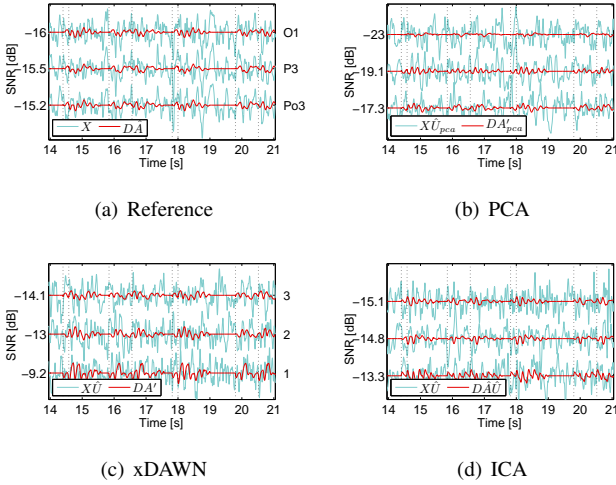 SNR [dB]
−16 O1
−15.5 P3
−15.2 Po3
X DA
14 15 16 17 18 19 20 21
Time [s]
(a) Reference
−23
−19.1
−17.3
XÛpca DA′pca
14 15 16 17 18 19 20 21
Time [s]
(b) PCA
SNR [dB]
−14.1 3
−13 2
−9.2 1
XÛ DA′
14 15 16 17 18 19 20 21
Time [s]
(c) xDAWN
SNR [dB]
−15.1
−14.8
−13.3
XÛ DÂÛ
14 15 16 17 18 19 20 21
Time [s]
(d) ICA